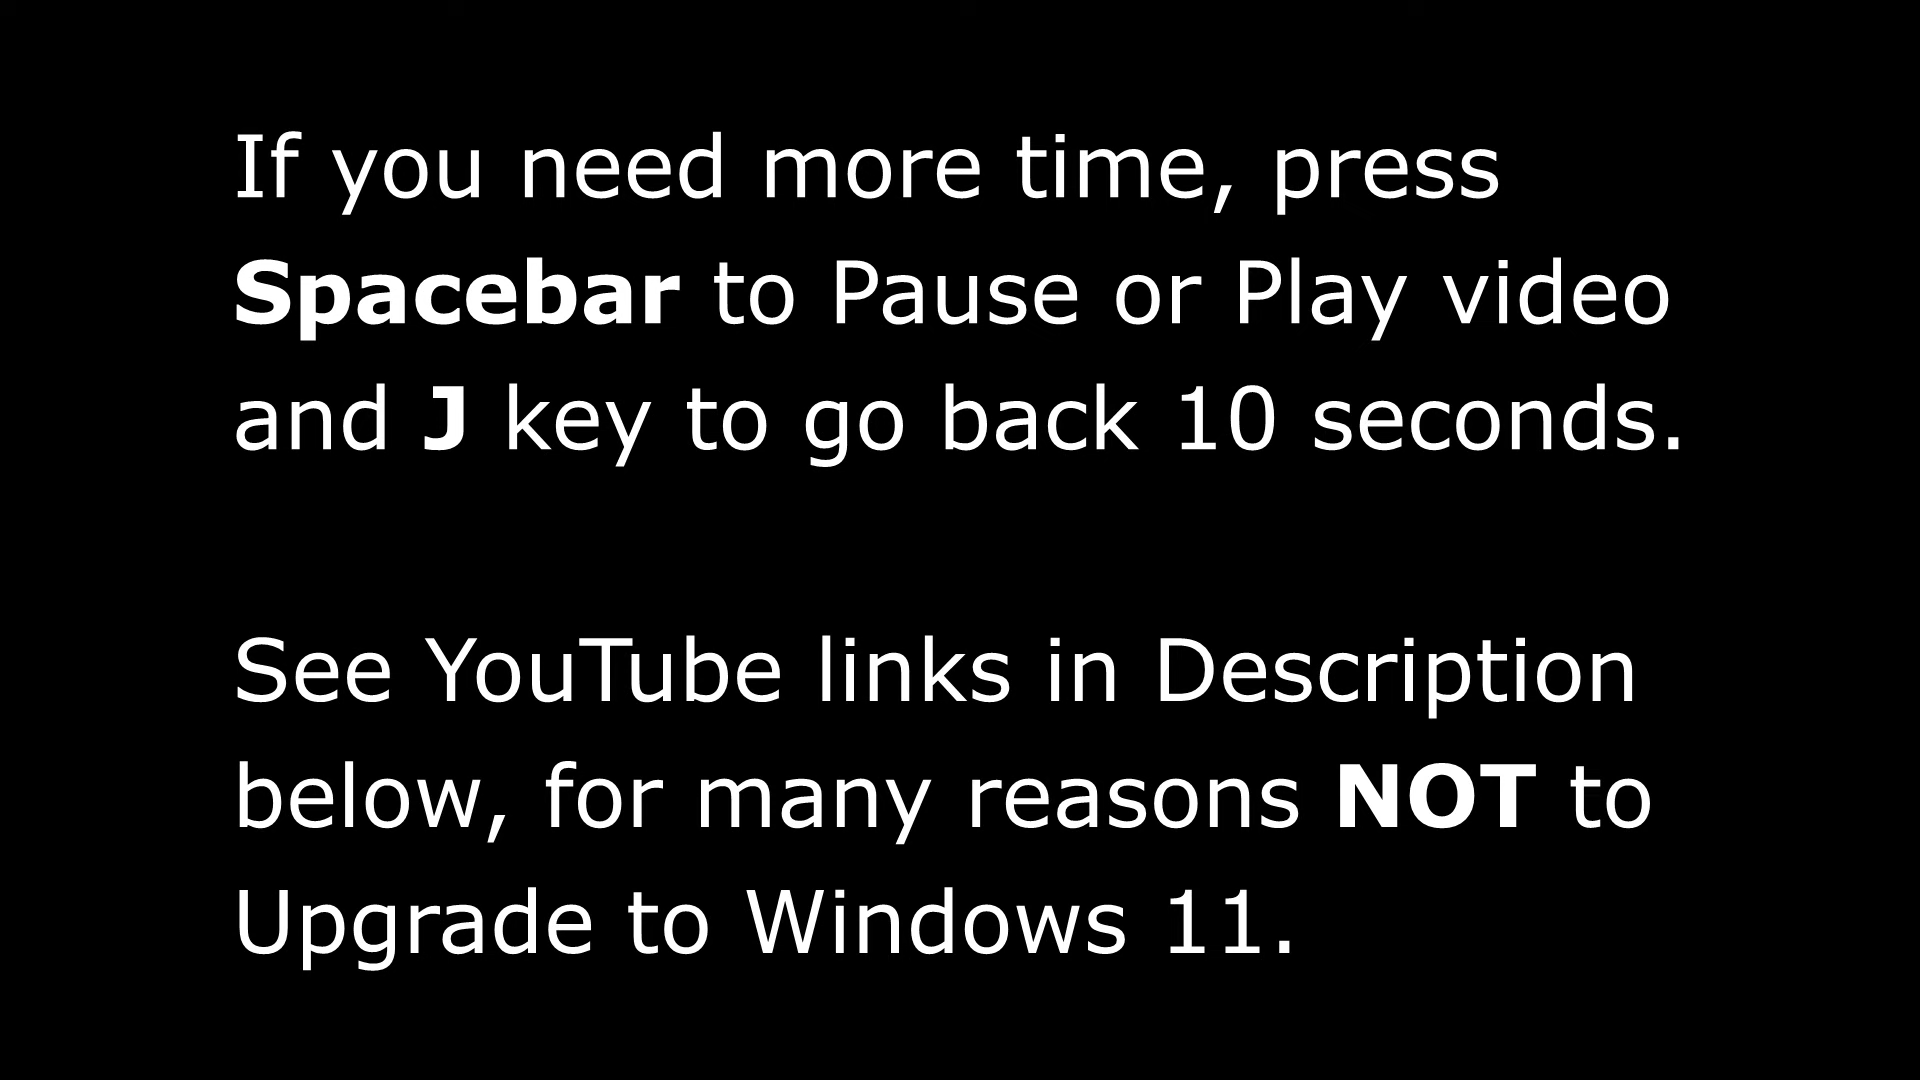 If you need more time, press
Spacebar to Pause or Play video
and J key to go back 10 seconds.
See YouTube links in Description
below, for many reasons NOT to
Upgrade to Windows 11.